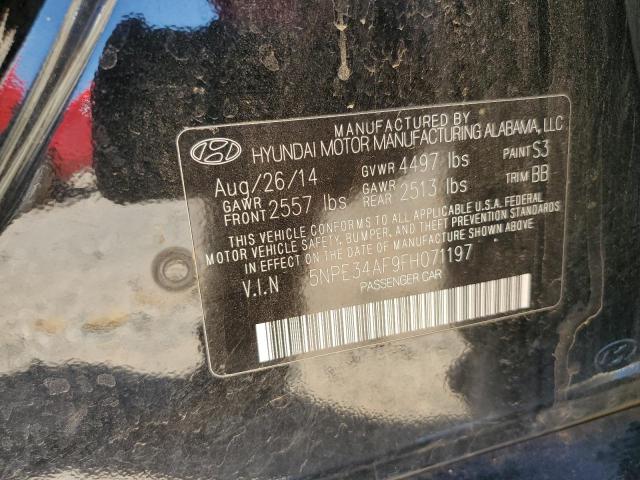 MANUFACTURED BY
HYUNDAI MOTOR MANUFACTURING ALABAMA, LLC
Aug/26/14 GVWR 4497 lbs PAINT S3
GAWR FRONT 2557 lbs GAWR REAR 2513 lbs TRIM BB
THIS VEHICLE CONFORMS TO ALL APPLICABLE U.S.A. FEDERAL
MOTOR VEHICLE SAFETY, BUMPER, AND THEFT PREVENTION STANDARDS
IN EFFECT ON THE DATE OF MANUFACTURE SHOWN ABOVE.
V.I.N 5NPE34AF9FH071197
PASSENGER CAR